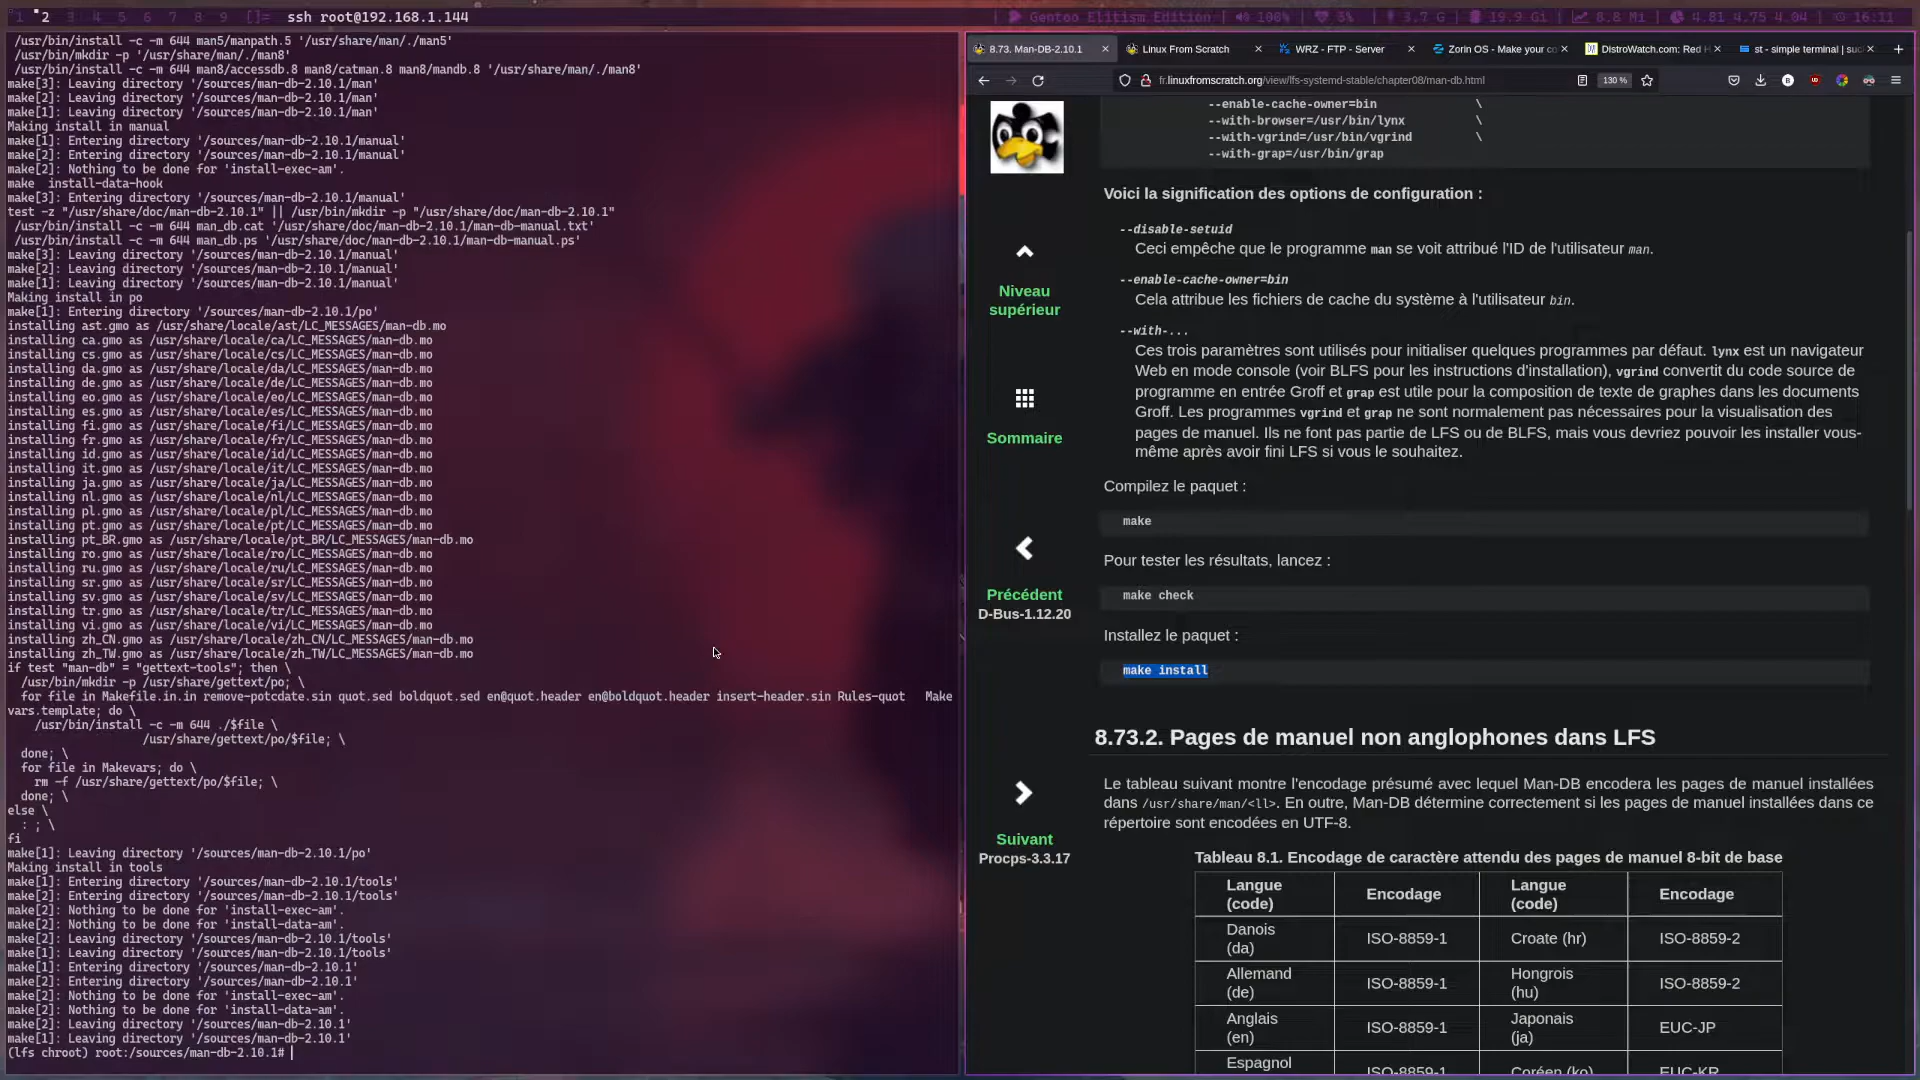 1 2 3 4 5 6 7 8 9 []= ssh root@192.168.1.144
Gentoo Elitism Edition 100% 5% 3.7 G 19.9 Gi 8.8 Mi 4.81 4.75 4.04 16:11
/usr/bin/install -c -m 644 man5/manpath.5 '/usr/share/man/./man5'
/usr/bin/mkdir -p '/usr/share/man/./man8'
/usr/bin/install -c -m 644 man8/accessdb.8 man8/catman.8 man8/mandb.8 '/usr/share/man/./man8'
make[3]: Leaving directory '/sources/man-db-2.10.1/man'
make[2]: Leaving directory '/sources/man-db-2.10.1/man'
make[1]: Leaving directory '/sources/man-db-2.10.1/man'
Making install in manual
make[1]: Entering directory '/sources/man-db-2.10.1/manual'
make[2]: Entering directory '/sources/man-db-2.10.1/manual'
make[2]: Nothing to be done for 'install-exec-am'.
make  install-data-hook
make[3]: Entering directory '/sources/man-db-2.10.1/manual'
test -z "/usr/share/doc/man-db-2.10.1" || /usr/bin/mkdir -p "/usr/share/doc/man-db-2.10.1"
/usr/bin/install -c -m 644 man_db.cat '/usr/share/doc/man-db-2.10.1/man-db-manual.txt'
/usr/bin/install -c -m 644 man_db.ps '/usr/share/doc/man-db-2.10.1/man-db-manual.ps'
make[3]: Leaving directory '/sources/man-db-2.10.1/manual'
make[2]: Leaving directory '/sources/man-db-2.10.1/manual'
make[1]: Leaving directory '/sources/man-db-2.10.1/manual'
Making install in po
make[1]: Entering directory '/sources/man-db-2.10.1/po'
installing ast.gmo as /usr/share/locale/ast/LC_MESSAGES/man-db.mo
installing ca.gmo as /usr/share/locale/ca/LC_MESSAGES/man-db.mo
installing cs.gmo as /usr/share/locale/cs/LC_MESSAGES/man-db.mo
installing da.gmo as /usr/share/locale/da/LC_MESSAGES/man-db.mo
installing de.gmo as /usr/share/locale/de/LC_MESSAGES/man-db.mo
installing eo.gmo as /usr/share/locale/eo/LC_MESSAGES/man-db.mo
installing es.gmo as /usr/share/locale/es/LC_MESSAGES/man-db.mo
installing fi.gmo as /usr/share/locale/fi/LC_MESSAGES/man-db.mo
installing fr.gmo as /usr/share/locale/fr/LC_MESSAGES/man-db.mo
installing id.gmo as /usr/share/locale/id/LC_MESSAGES/man-db.mo
installing it.gmo as /usr/share/locale/it/LC_MESSAGES/man-db.mo
installing ja.gmo as /usr/share/locale/ja/LC_MESSAGES/man-db.mo
installing nl.gmo as /usr/share/locale/nl/LC_MESSAGES/man-db.mo
installing pl.gmo as /usr/share/locale/pl/LC_MESSAGES/man-db.mo
installing pt.gmo as /usr/share/locale/pt/LC_MESSAGES/man-db.mo
installing pt_BR.gmo as /usr/share/locale/pt_BR/LC_MESSAGES/man-db.mo
installing ro.gmo as /usr/share/locale/ro/LC_MESSAGES/man-db.mo
installing ru.gmo as /usr/share/locale/ru/LC_MESSAGES/man-db.mo
installing sr.gmo as /usr/share/locale/sr/LC_MESSAGES/man-db.mo
installing sv.gmo as /usr/share/locale/sv/LC_MESSAGES/man-db.mo
installing tr.gmo as /usr/share/locale/tr/LC_MESSAGES/man-db.mo
installing vi.gmo as /usr/share/locale/vi/LC_MESSAGES/man-db.mo
installing zh_CN.gmo as /usr/share/locale/zh_CN/LC_MESSAGES/man-db.mo
installing zh_TW.gmo as /usr/share/locale/zh_TW/LC_MESSAGES/man-db.mo
if test "man-db" = "gettext-tools"; then \
/usr/bin/mkdir -p /usr/share/gettext/po; \
for file in Makefile.in.in remove-potcdate.sin quot.sed boldquot.sed en@quot.header en@boldquot.header insert-header.sin Rules-quot   Make
vars.template; do \
/usr/bin/install -c -m 644 ./$file \
/usr/share/gettext/po/$file; \
done; \
for file in Makevars; do \
rm -f /usr/share/gettext/po/$file; \
done; \
else \
: ; \
fi
make[1]: Leaving directory '/sources/man-db-2.10.1/po'
Making install in tools
make[1]: Entering directory '/sources/man-db-2.10.1/tools'
make[2]: Entering directory '/sources/man-db-2.10.1/tools'
make[2]: Nothing to be done for 'install-exec-am'.
make[2]: Nothing to be done for 'install-data-am'.
make[2]: Leaving directory '/sources/man-db-2.10.1/tools'
make[1]: Leaving directory '/sources/man-db-2.10.1/tools'
make[1]: Entering directory '/sources/man-db-2.10.1'
make[2]: Entering directory '/sources/man-db-2.10.1'
make[2]: Nothing to be done for 'install-exec-am'.
make[2]: Nothing to be done for 'install-data-am'.
make[2]: Leaving directory '/sources/man-db-2.10.1'
make[1]: Leaving directory '/sources/man-db-2.10.1'
(lfs chroot) root:/sources/man-db-2.10.1#
8.73. Man-DB-2.10.1
Linux From Scratch
WRZ - FTP - Server
Zorin OS - Make your co
DistroWatch.com: Red H
st - simple terminal | suc
fr.linuxfromscratch.org/view/lfs-systemd-stable/chapter08/man-db.html
130 %
--enable-cache-owner=bin \
--with-browser=/usr/bin/lynx \
--with-vgrind=/usr/bin/vgrind \
--with-grap=/usr/bin/grap
Voici la signification des options de configuration :
--disable-setuid
Ceci empêche que le programme man se voit attribué l'ID de l'utilisateur man.
--enable-cache-owner=bin
Cela attribue les fichiers de cache du système à l'utilisateur bin.
--with-...
Ces trois paramètres sont utilisés pour initialiser quelques programmes par défaut. lynx est un navigateur
Web en mode console (voir BLFS pour les instructions d'installation), vgrind convertit du code source de
programme en entrée Groff et grap est utile pour la composition de texte de graphes dans les documents
Groff. Les programmes vgrind et grap ne sont normalement pas nécessaires pour la visualisation des
pages de manuel. Ils ne font pas partie de LFS ou de BLFS, mais vous devriez pouvoir les installer vous-
même après avoir fini LFS si vous le souhaitez.
Compilez le paquet :
make
Pour tester les résultats, lancez :
make check
Installez le paquet :
make install
Niveau
supérieur
Sommaire
Précédent
D-Bus-1.12.20
Suivant
Procps-3.3.17
8.73.2. Pages de manuel non anglophones dans LFS
Le tableau suivant montre l'encodage présumé avec lequel Man-DB encodera les pages de manuel installées
dans /usr/share/man/<ll>. En outre, Man-DB détermine correctement si les pages de manuel installées dans ce
répertoire sont encodées en UTF-8.
Tableau 8.1. Encodage de caractère attendu des pages de manuel 8-bit de base
Langue
(code)
Encodage
Langue
(code)
Encodage
Danois
(da)
ISO-8859-1
Croate (hr)
ISO-8859-2
Allemand
(de)
ISO-8859-1
Hongrois
(hu)
ISO-8859-2
Anglais
(en)
ISO-8859-1
Japonais
(ja)
EUC-JP
Espagnol
ISO-8859-1
Coréen (ko)
EUC-KR